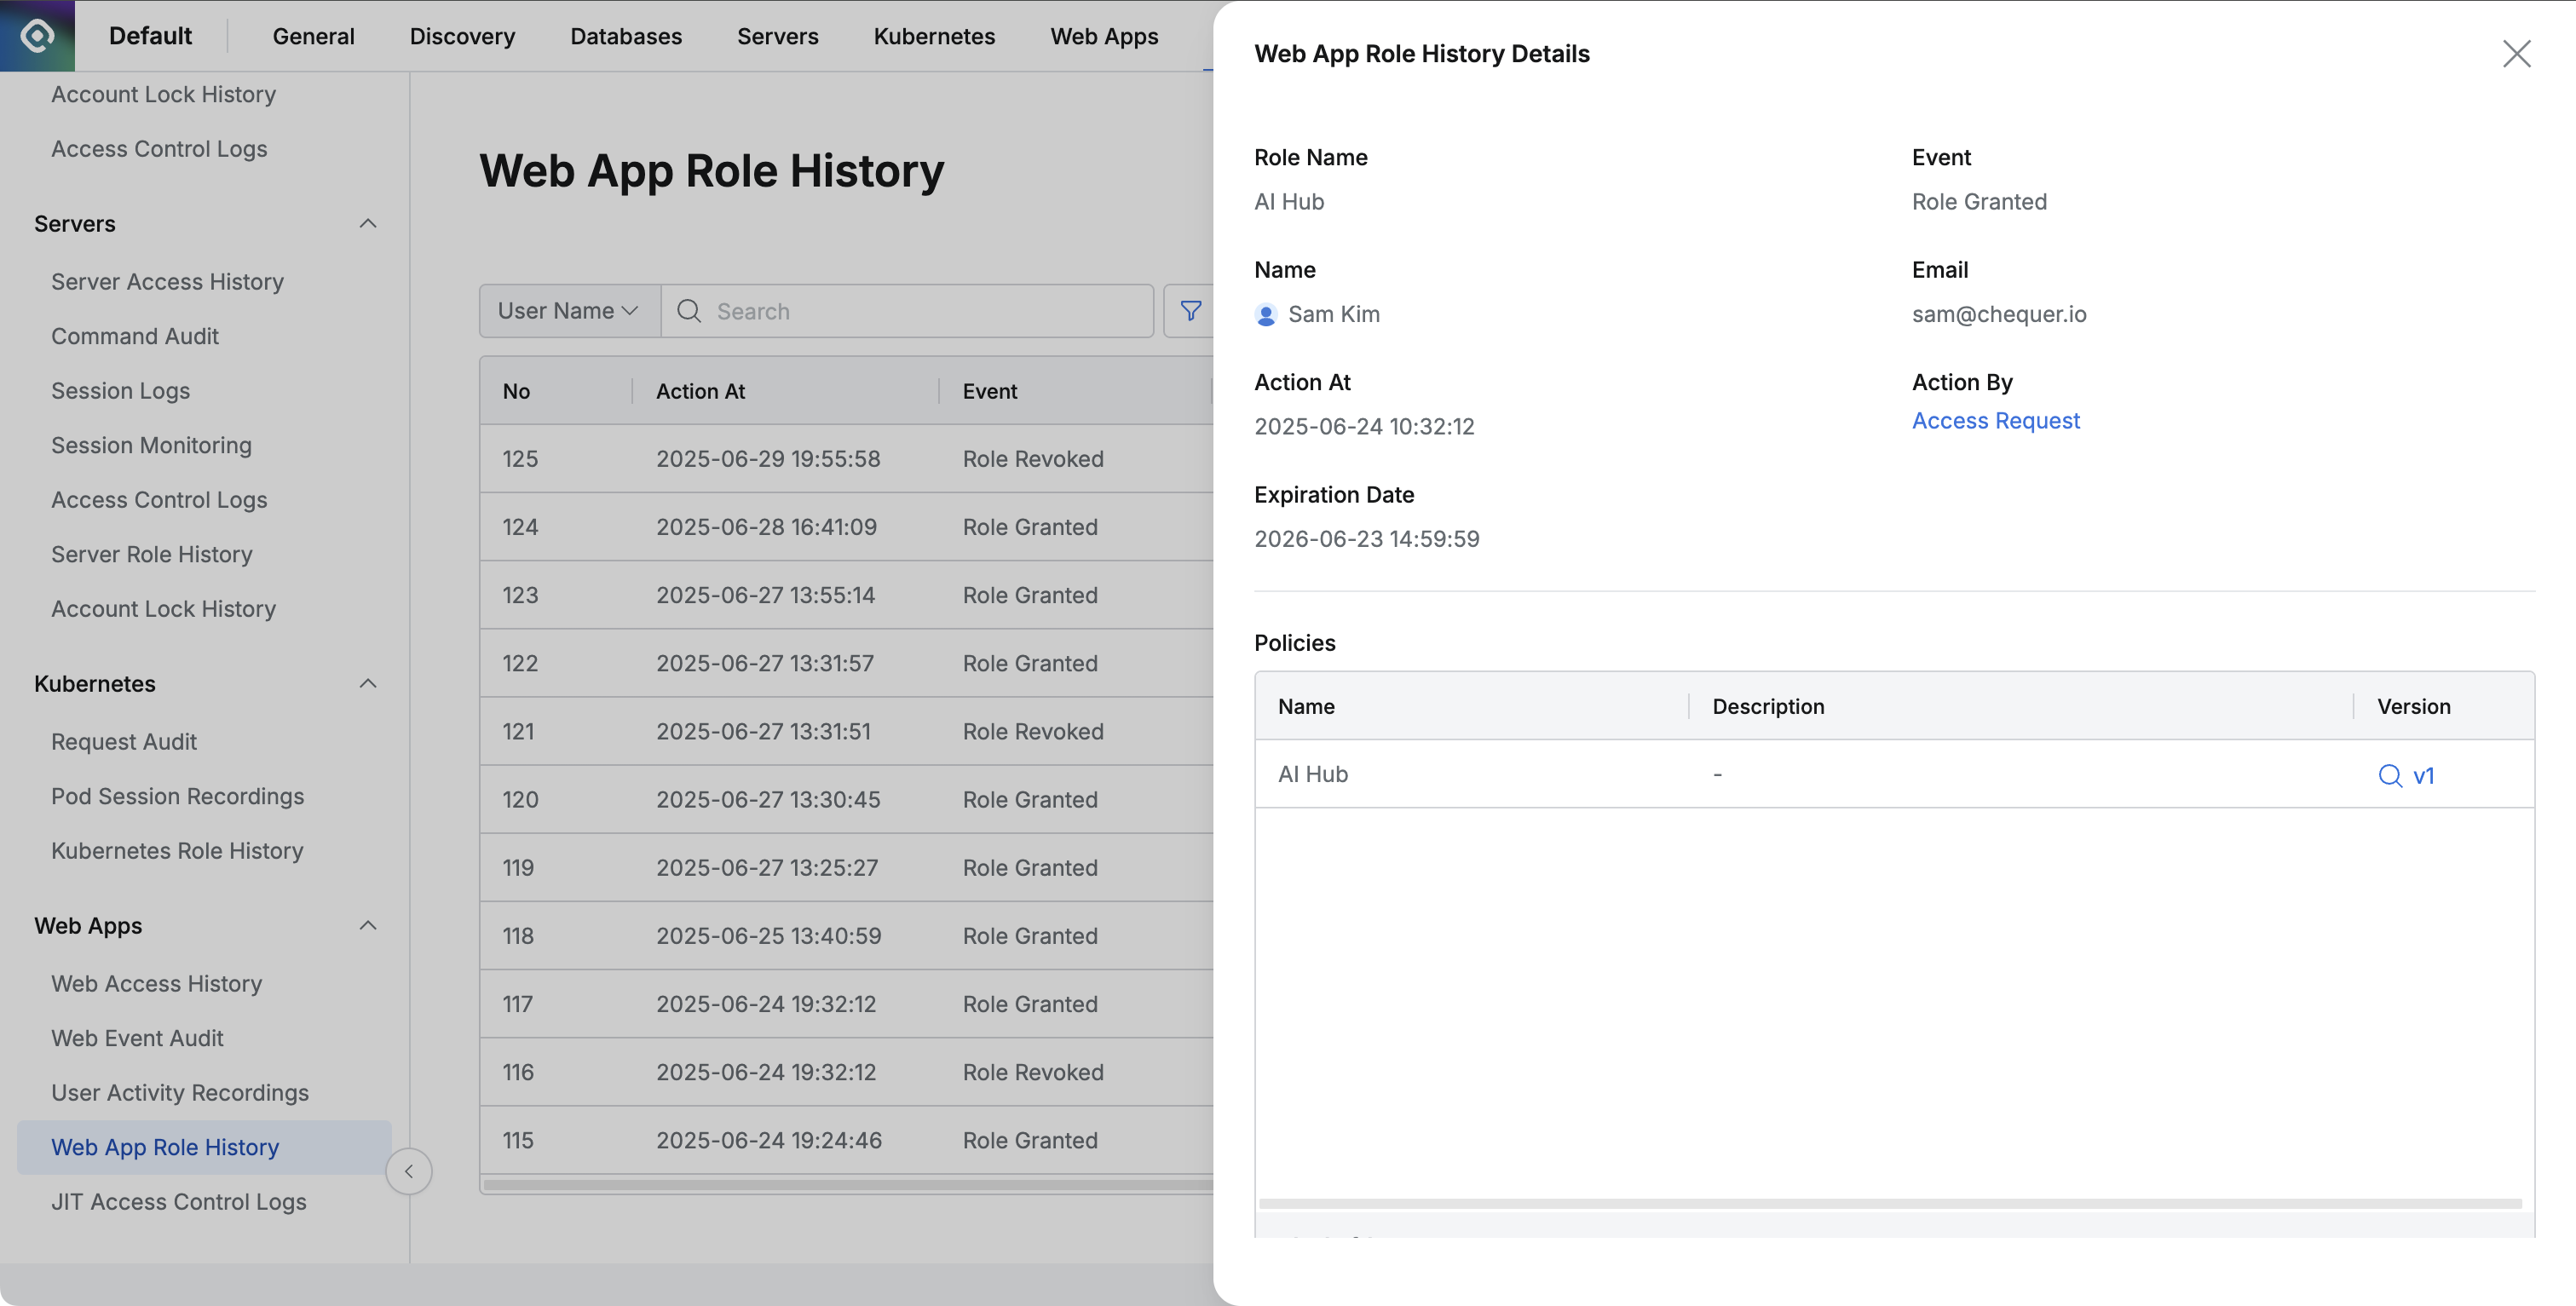 Default
General
Discovery
Databases
Servers
Kubernetes
Web Apps
Account Lock History
Access Control Logs
Servers
Server Access History
Command Audit
Session Logs
Session Monitoring
Access Control Logs
Server Role History
Account Lock History
Kubernetes
Request Audit
Pod Session Recordings
Kubernetes Role History
Web Apps
Web Access History
Web Event Audit
User Activity Recordings
Web App Role History
JIT Access Control Logs
Web App Role History
User Name
Search
No Action At Event
125 2025-06-29 19:55:58 Role Revoked
124 2025-06-28 16:41:09 Role Granted
123 2025-06-27 13:55:14 Role Granted
122 2025-06-27 13:31:57 Role Granted
121 2025-06-27 13:31:51 Role Revoked
120 2025-06-27 13:30:45 Role Granted
119 2025-06-27 13:25:27 Role Granted
118 2025-06-25 13:40:59 Role Granted
117 2025-06-24 19:32:12 Role Granted
116 2025-06-24 19:32:12 Role Revoked
115 2025-06-24 19:24:46 Role Granted
Web App Role History Details
Role Name
AI Hub
Event
Role Granted
Name
Sam Kim
Email
sam@chequer.io
Action At
2025-06-24 10:32:12
Action By
Access Request
Expiration Date
2026-06-23 14:59:59
Policies
Name Description Version
AI Hub - v1